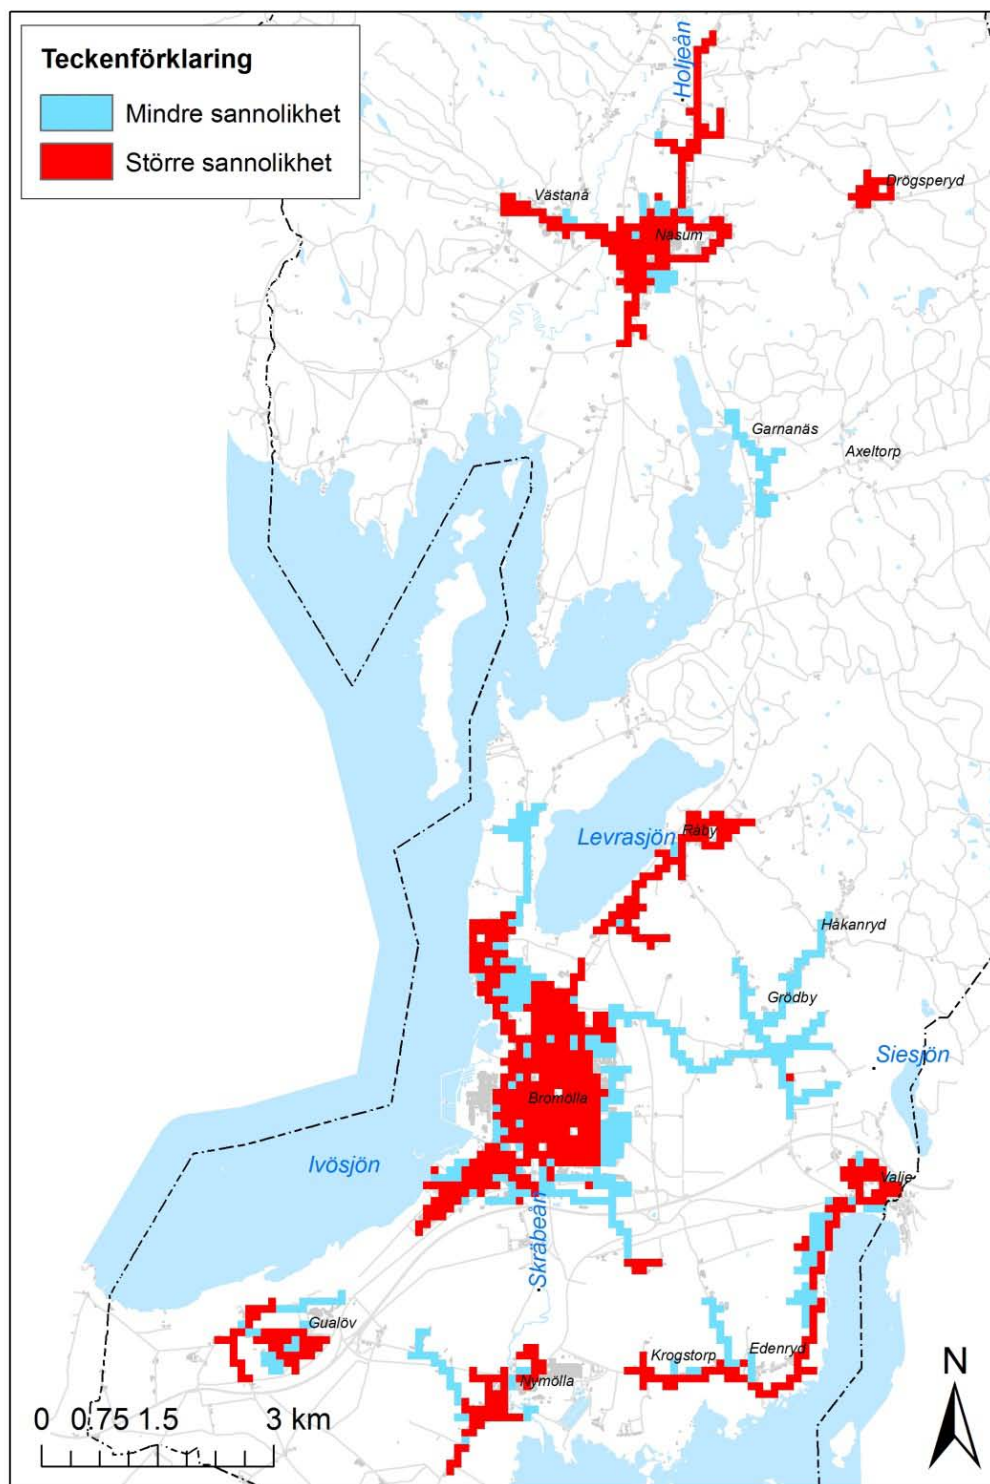 Teckenförklaring
Mindre sannolikhet
Större sannolikhet
Holjeån
Drögsperyd
Västanå
Näsum
Garnanäs
Axeltorp
Levrasjön
Råby
Håkanryd
Grödby
Siesjön
Bromölla
Ivösjön
Valje
Skräbeån
Gualöv
Krogstorp
Edenryd
Nymölla
N
0 0.75 1.5 3 km